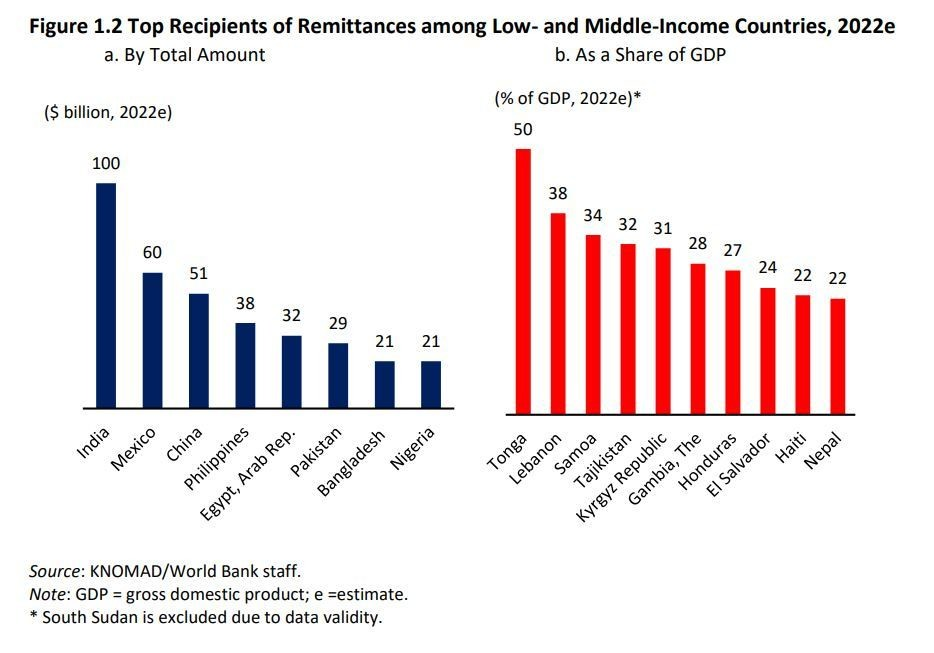 Figure 1.2 Top Recipients of Remittances among Low- and Middle-Income Countries, 2022e
a. By Total Amount
($ billion, 2022e)
100
60
51
38
32
29
21
21
India
Mexico
China
Philippines
Egypt, Arab Rep.
Pakistan
Bangladesh
Nigeria
b. As a Share of GDP
(% of GDP, 2022e)*
50
38
34
32
31
28
27
24
22
22
Tonga
Lebanon
Samoa
Tajikistan
Kyrgyz Republic
Gambia, The
Honduras
El Salvador
Haiti
Nepal
Source: KNOMAD/World Bank staff.
Note: GDP = gross domestic product; e =estimate.
* South Sudan is excluded due to data validity.